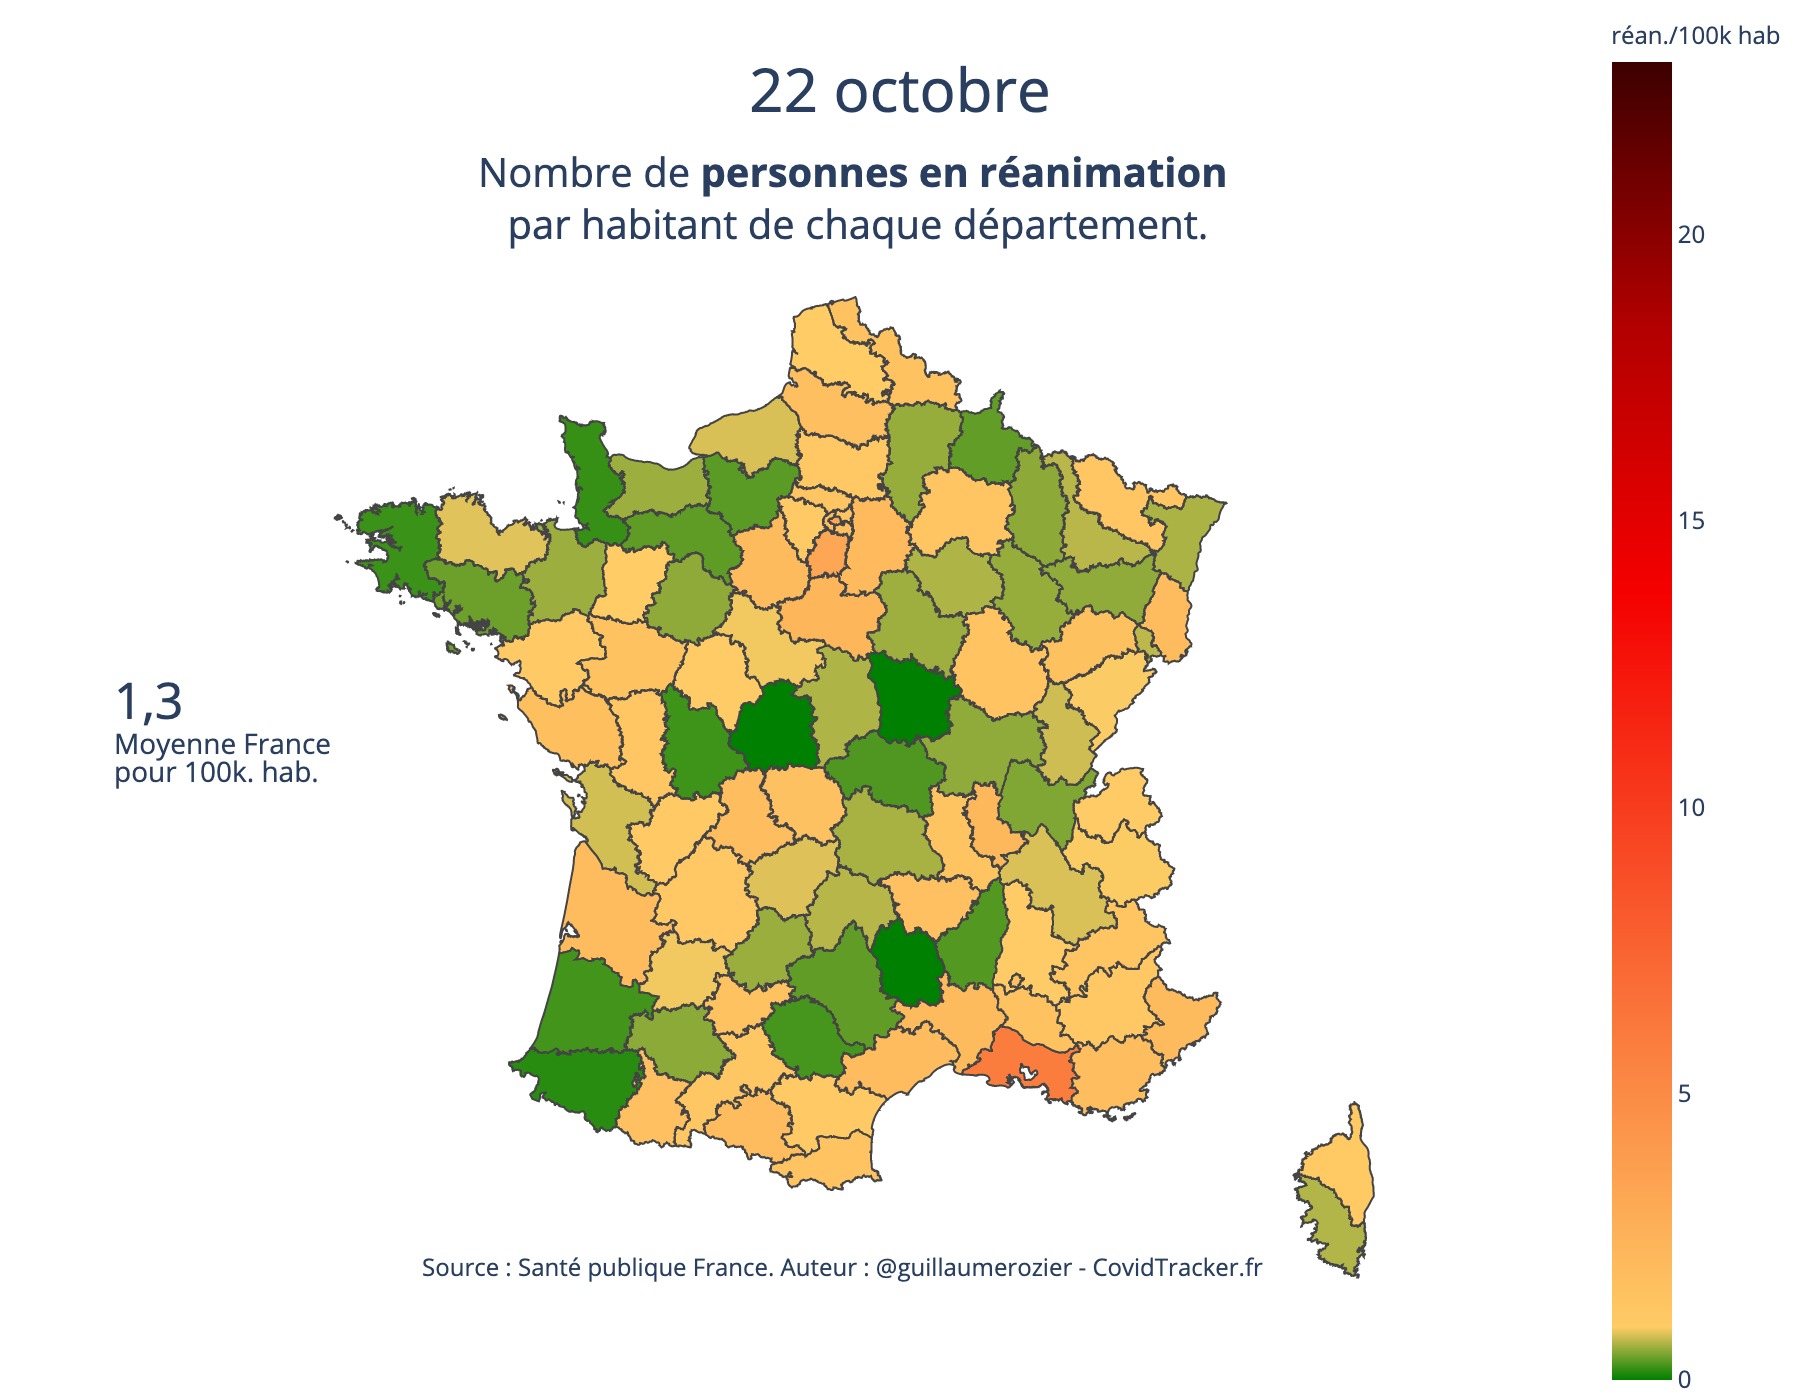 réan./100k hab
22 octobre
Nombre de personnes en réanimation
par habitant de chaque département.
20
15
1,3
Moyenne France
pour 100k. hab.
10
5
Source : Santé publique France. Auteur : @guillaumerozier - CovidTracker.fr
0